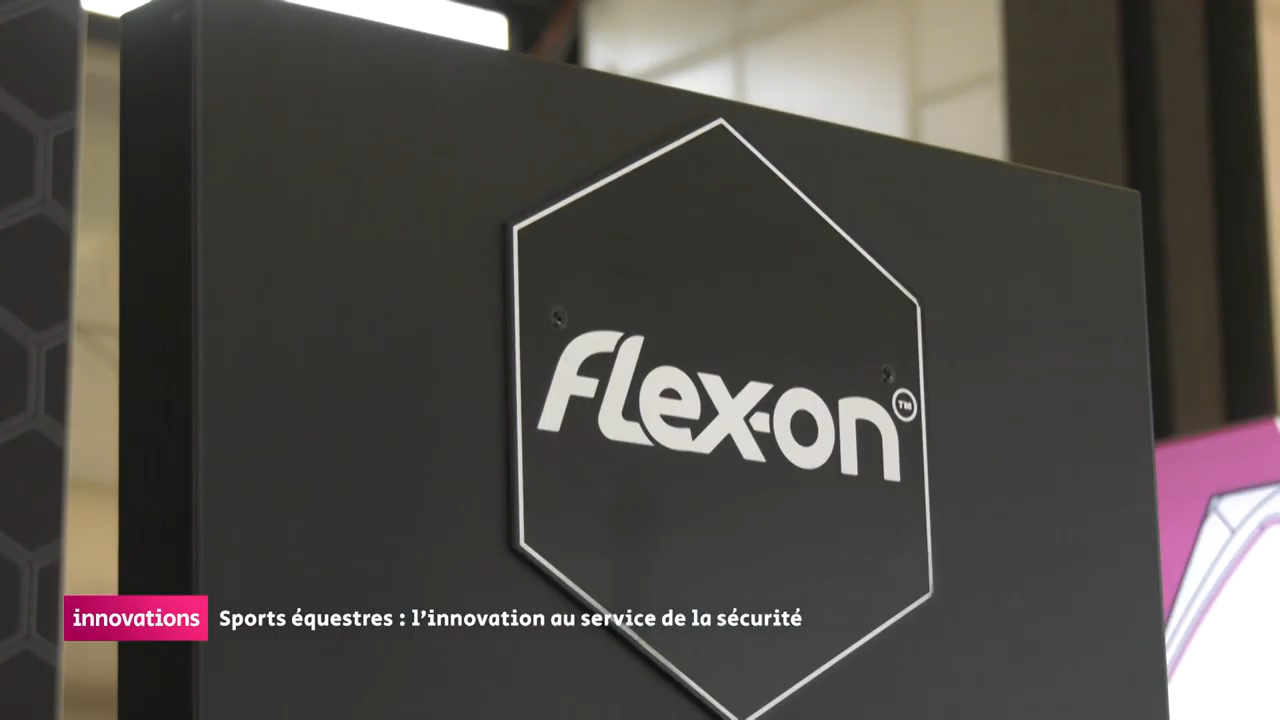 Flex-on™
innovations
Sports équestres : l'innovation au service de la sécurité